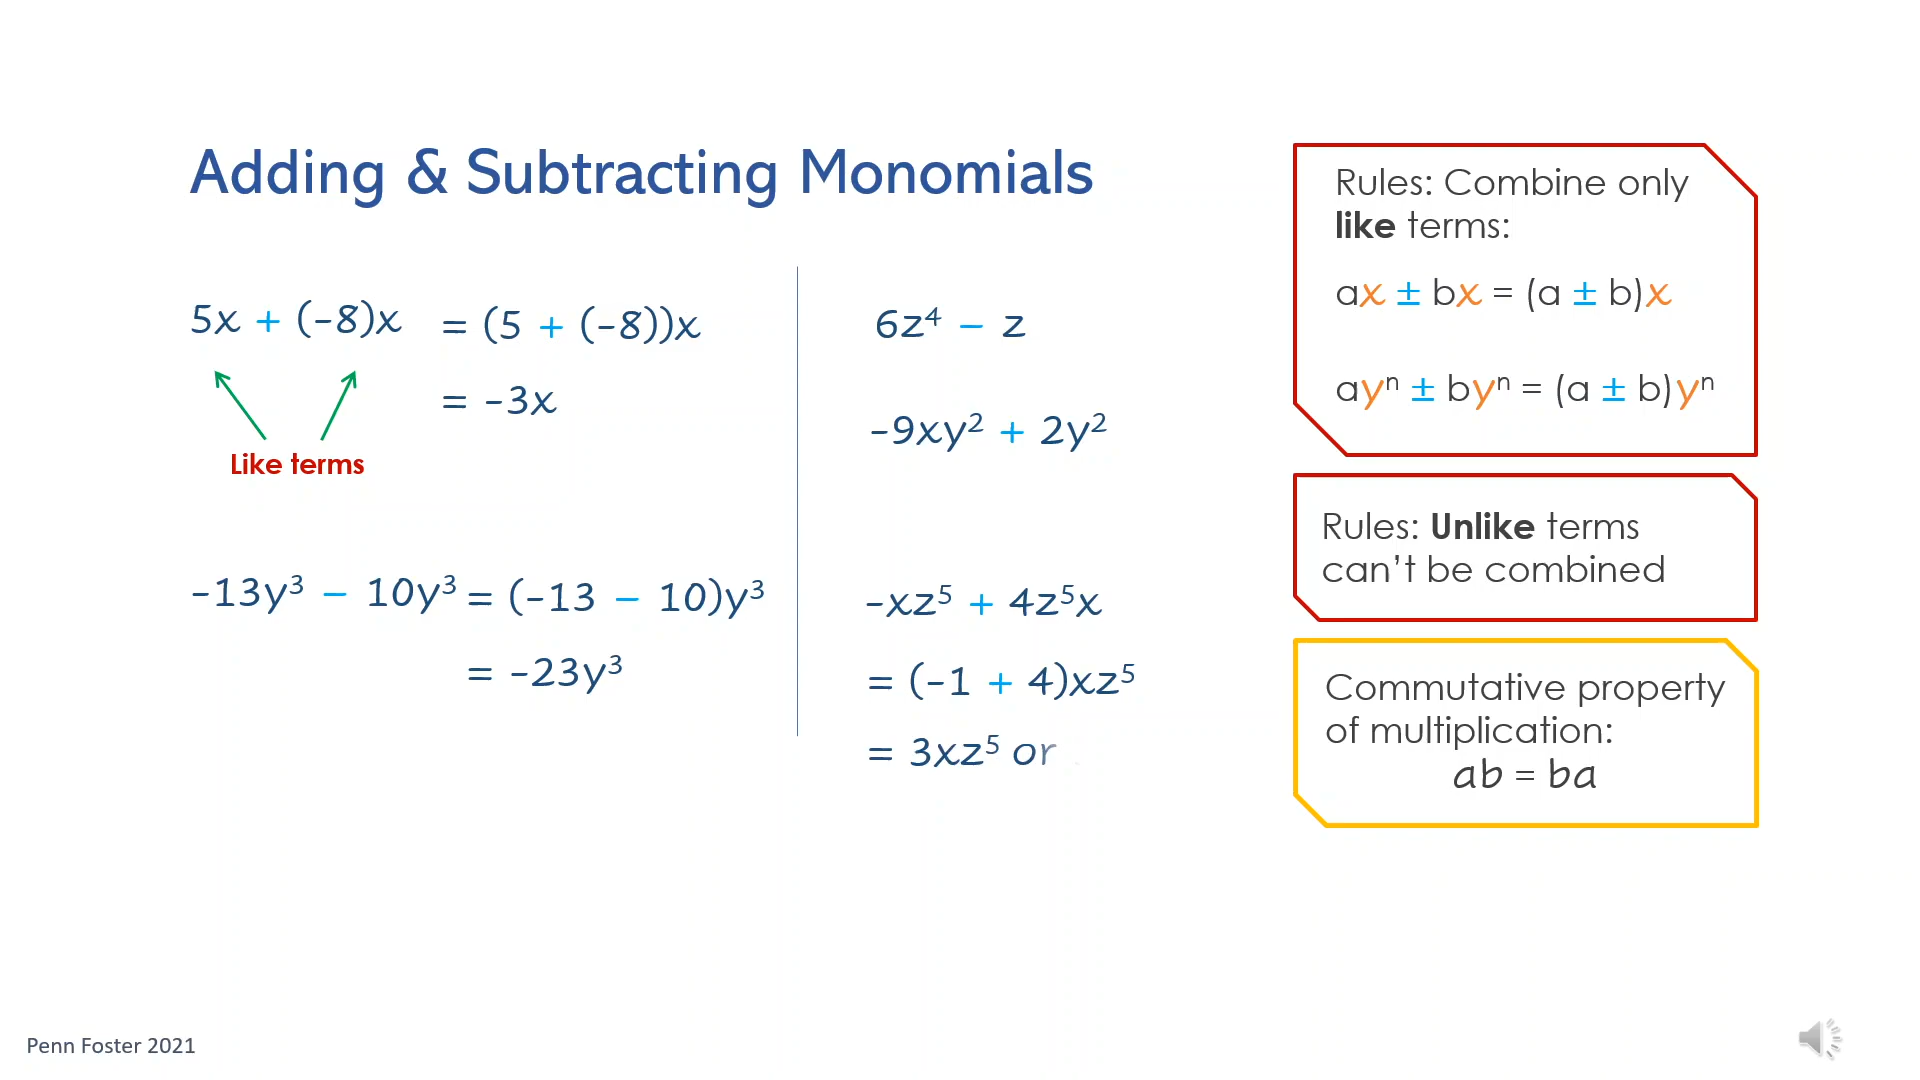 Adding & Subtracting Monomials
5x + (-8)x = (5 + (-8))x
= -3x
Like terms
-13y³ – 10y³ = (-13 – 10)y³
= -23y³
6z⁴ – z
-9xy² + 2y²
-xz⁵ + 4z⁵x
= (-1 + 4)xz⁵
= 3xz⁵ or
Rules: Combine only
like terms:
ax ± bx = (a ± b)x
ayⁿ ± byⁿ = (a ± b)yⁿ
Rules: Unlike terms
can’t be combined
Commutative property
of multiplication:
ab = ba
Penn Foster 2021